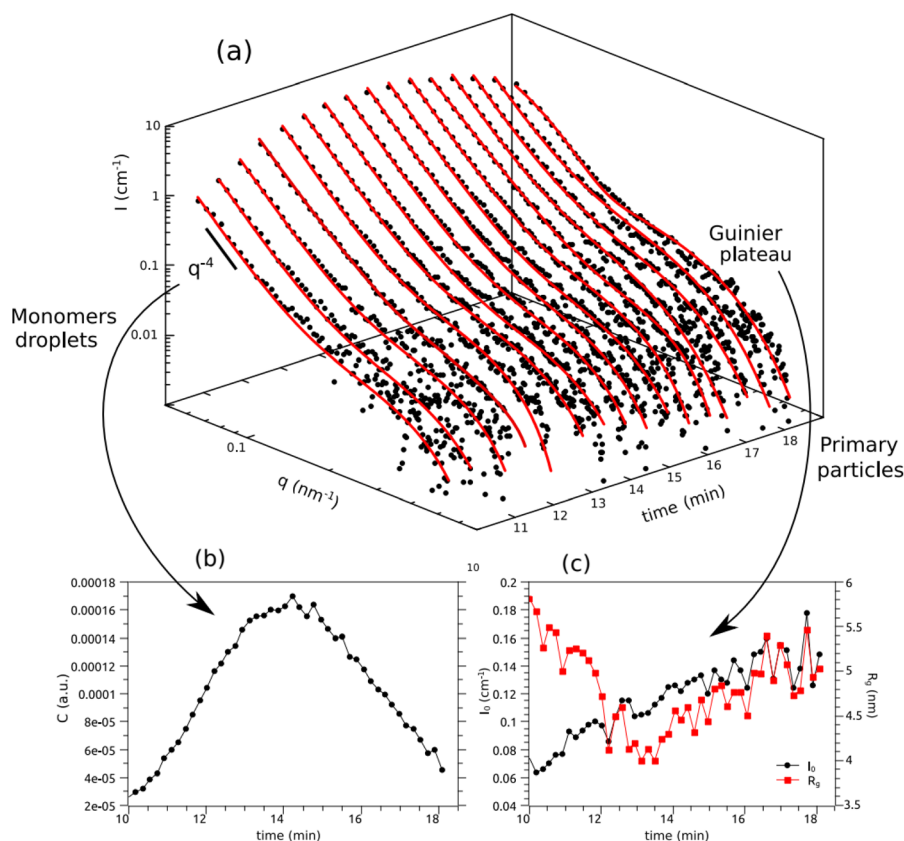 (a)
10
1
0.1
0.01
I (cm⁻¹)
q⁻⁴
Monomers
droplets
Guinier
plateau
Primary
particles
0.1
q (nm⁻¹)
11
12
13
14
15
16
17
18
time (min)
(b)
0.00018
0.00016
0.00014
0.00012
0.0001
8e-05
6e-05
4e-05
2e-05
C (a.u.)
10
10 12 14 16 18
time (min)
(c)
0.2
0.18
0.16
0.14
0.12
0.1
0.08
0.06
0.04
I₀ (cm⁻¹)
6
5.5
5
4.5
4
3.5
R_g (nm)
I₀
R_g
10 12 14 16 18
time (min)